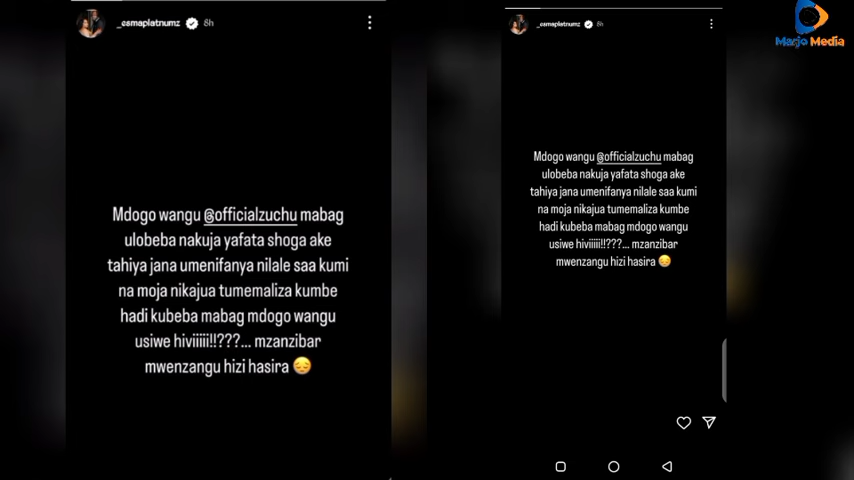 _esmaplatnumz 8h
Mdogo wangu @officialzuchu mabag
ulobeba nakuja yafata shoga ake
tahiya jana umenifanya nilale saa kumi
na moja nikajua tumemaliza kumbe
hadi kubeba mabag mdogo wangu
usiwe hiviiiii!!???... mzanzibar
mwenzangu hizi hasira 😔
_esmaplatnumz 8h
Mdogo wangu @officialzuchu mabag
ulobeba nakuja yafata shoga ake
tahiya jana umenifanya nilale saa kumi
na moja nikajua tumemaliza kumbe
hadi kubeba mabag mdogo wangu
usiwe hiviiiii!!???... mzanzibar
mwenzangu hizi hasira 😔
Marjo Media